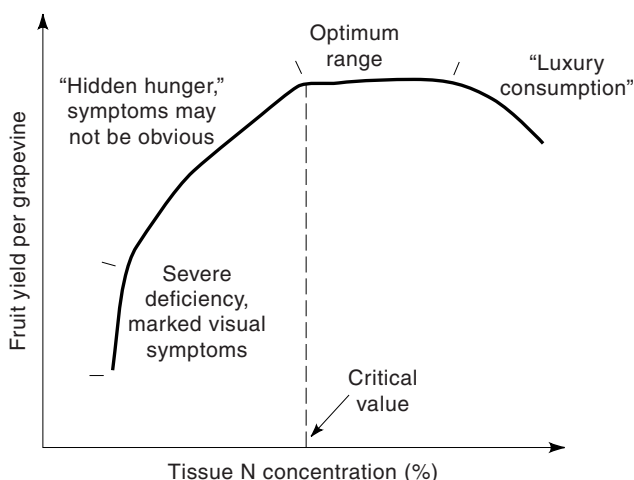 Optimum
range
“Luxury
consumption”
“Hidden hunger,”
symptoms may
not be obvious
Severe
deficiency,
marked visual
symptoms
Critical
value
Fruit yield per grapevine
Tissue N concentration (%)